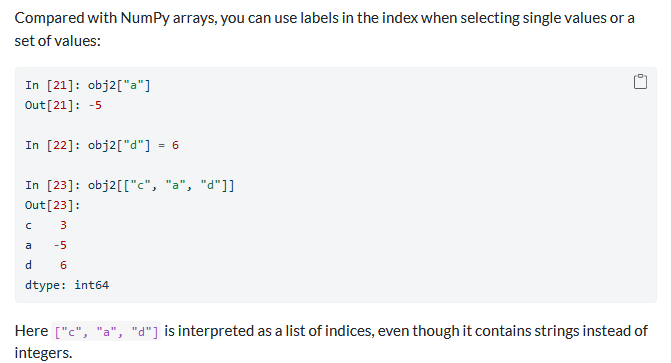 Compared with NumPy arrays, you can use labels in the index when selecting single values or a
set of values:
In [21]: obj2["a"]
Out[21]: -5
In [22]: obj2["d"] = 6
In [23]: obj2[["c", "a", "d"]]
Out[23]:
c    3
a   -5
d    6
dtype: int64
Here ["c", "a", "d"] is interpreted as a list of indices, even though it contains strings instead of
integers.